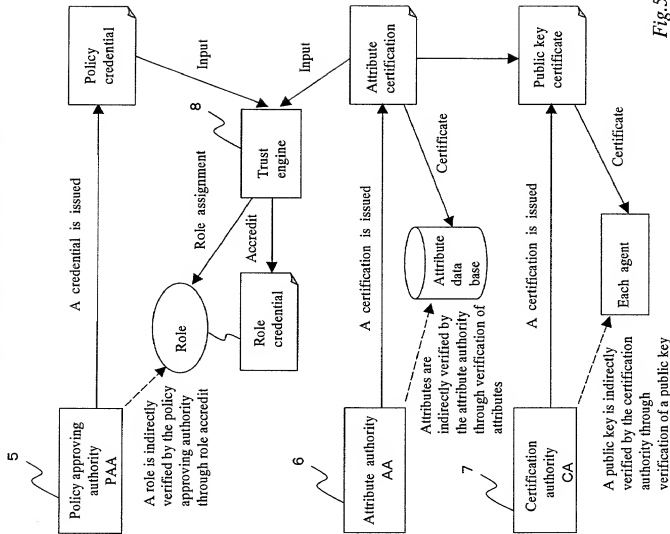 5
Policy approving
authority
PAA
A credential is issued
Policy
credential
A role is indirectly
verified by the policy
approving authority
through role accredit
Role
Role assignment
Accredit
Role
credential
8
Trust
engine
Input
Input
6
Attribute authority
AA
A certification is issued
Attribute
certification
Attributes are
indirectly verified by
the attribute authority
through verification of
attributes
Attribute
data
base
Certificate
7
Certification
authority
CA
A certification is issued
Public key
certificate
A public key is indirectly
verified by the certification
authority through
verification of a public key
Each agent
Certificate
Fig.5